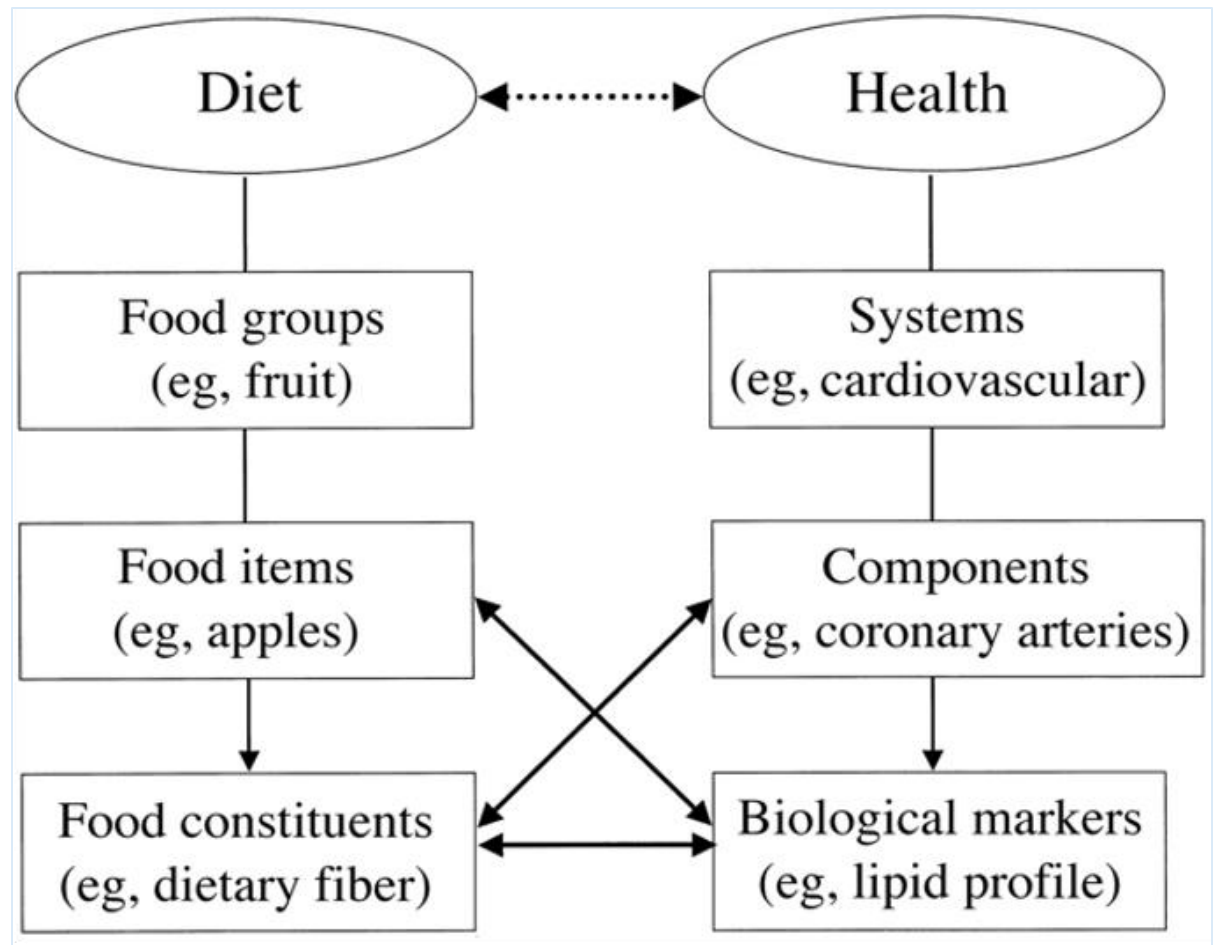 Diet
Health
Food groups
(eg, fruit)
Systems
(eg, cardiovascular)
Food items
(eg, apples)
Components
(eg, coronary arteries)
Food constituents
(eg, dietary fiber)
Biological markers
(eg, lipid profile)